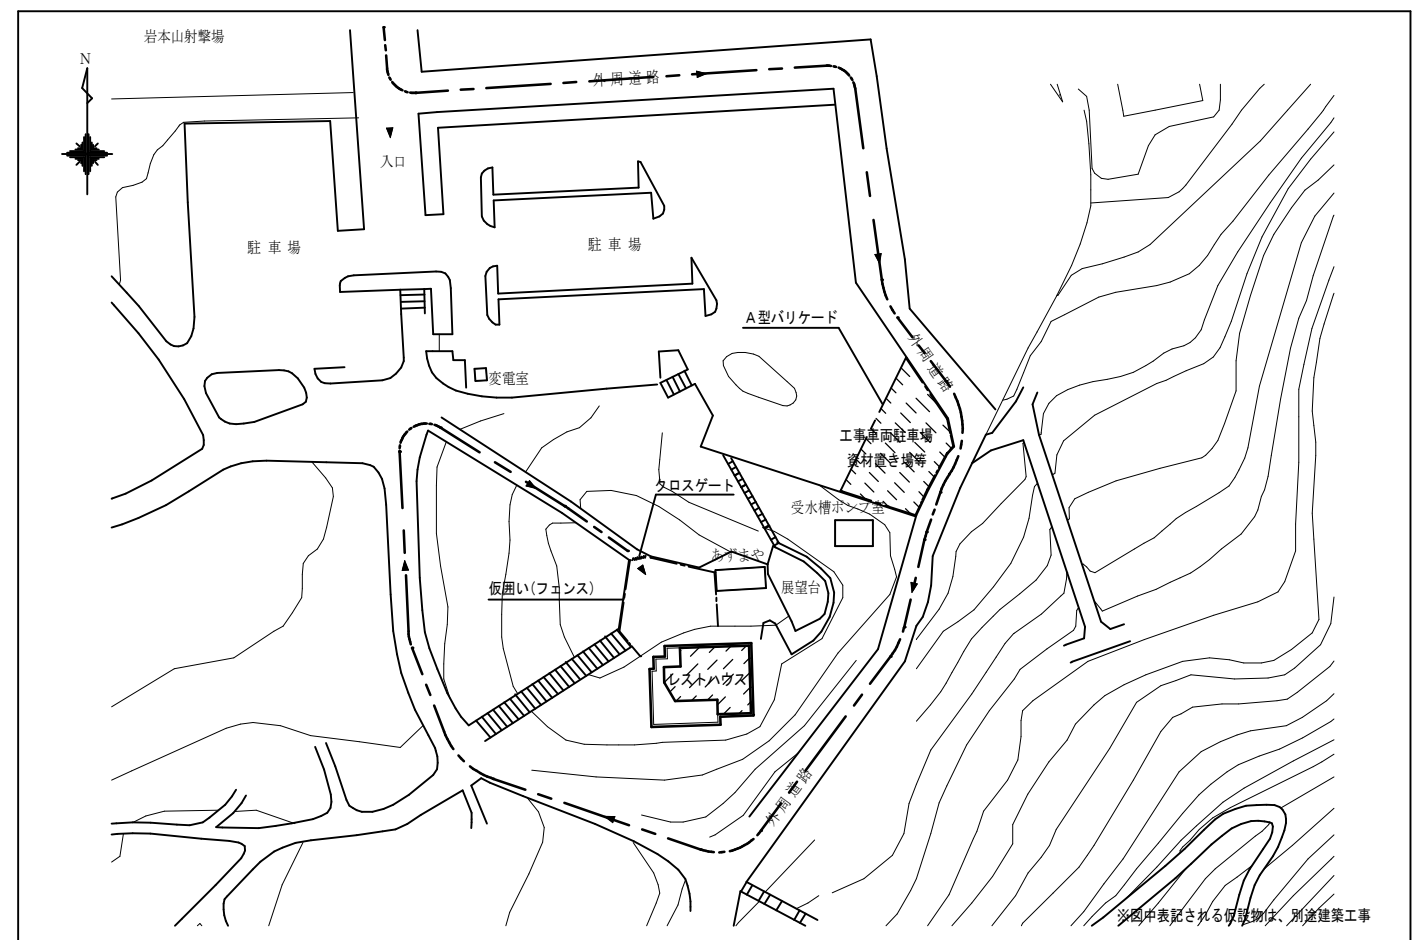 岩本山射撃場
N
外周道路
入口
駐車場
駐車場
A型バリケード
外周道路
変電室
工事車両駐車場
資材置き場等
クロスゲート
受水槽ポンプ室
あずまや
仮囲い(フェンス)
展望台
レストハウス
外周道路
※図中表記される仮設物は、別途建築工事